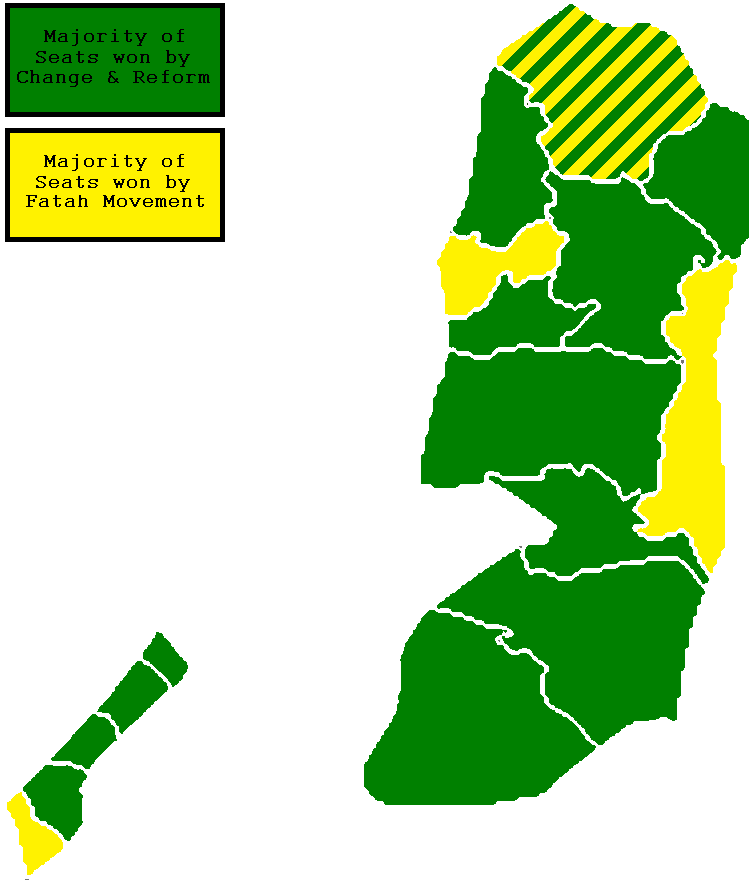 Majority of
Seats won by
Change & Reform
Majority of
Seats won by
Fatah Movement